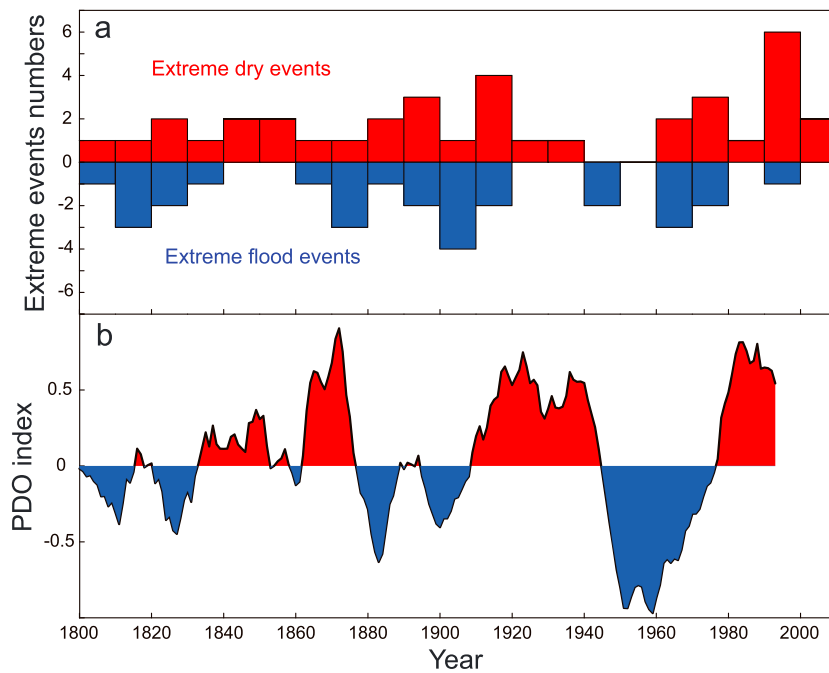 a
Extreme events numbers
6
4
2
0
-2
-4
-6
Extreme dry events
Extreme flood events
b
PDO index
0.5
0
-0.5
1800 1820 1840 1860 1880 1900 1920 1940 1960 1980 2000
Year